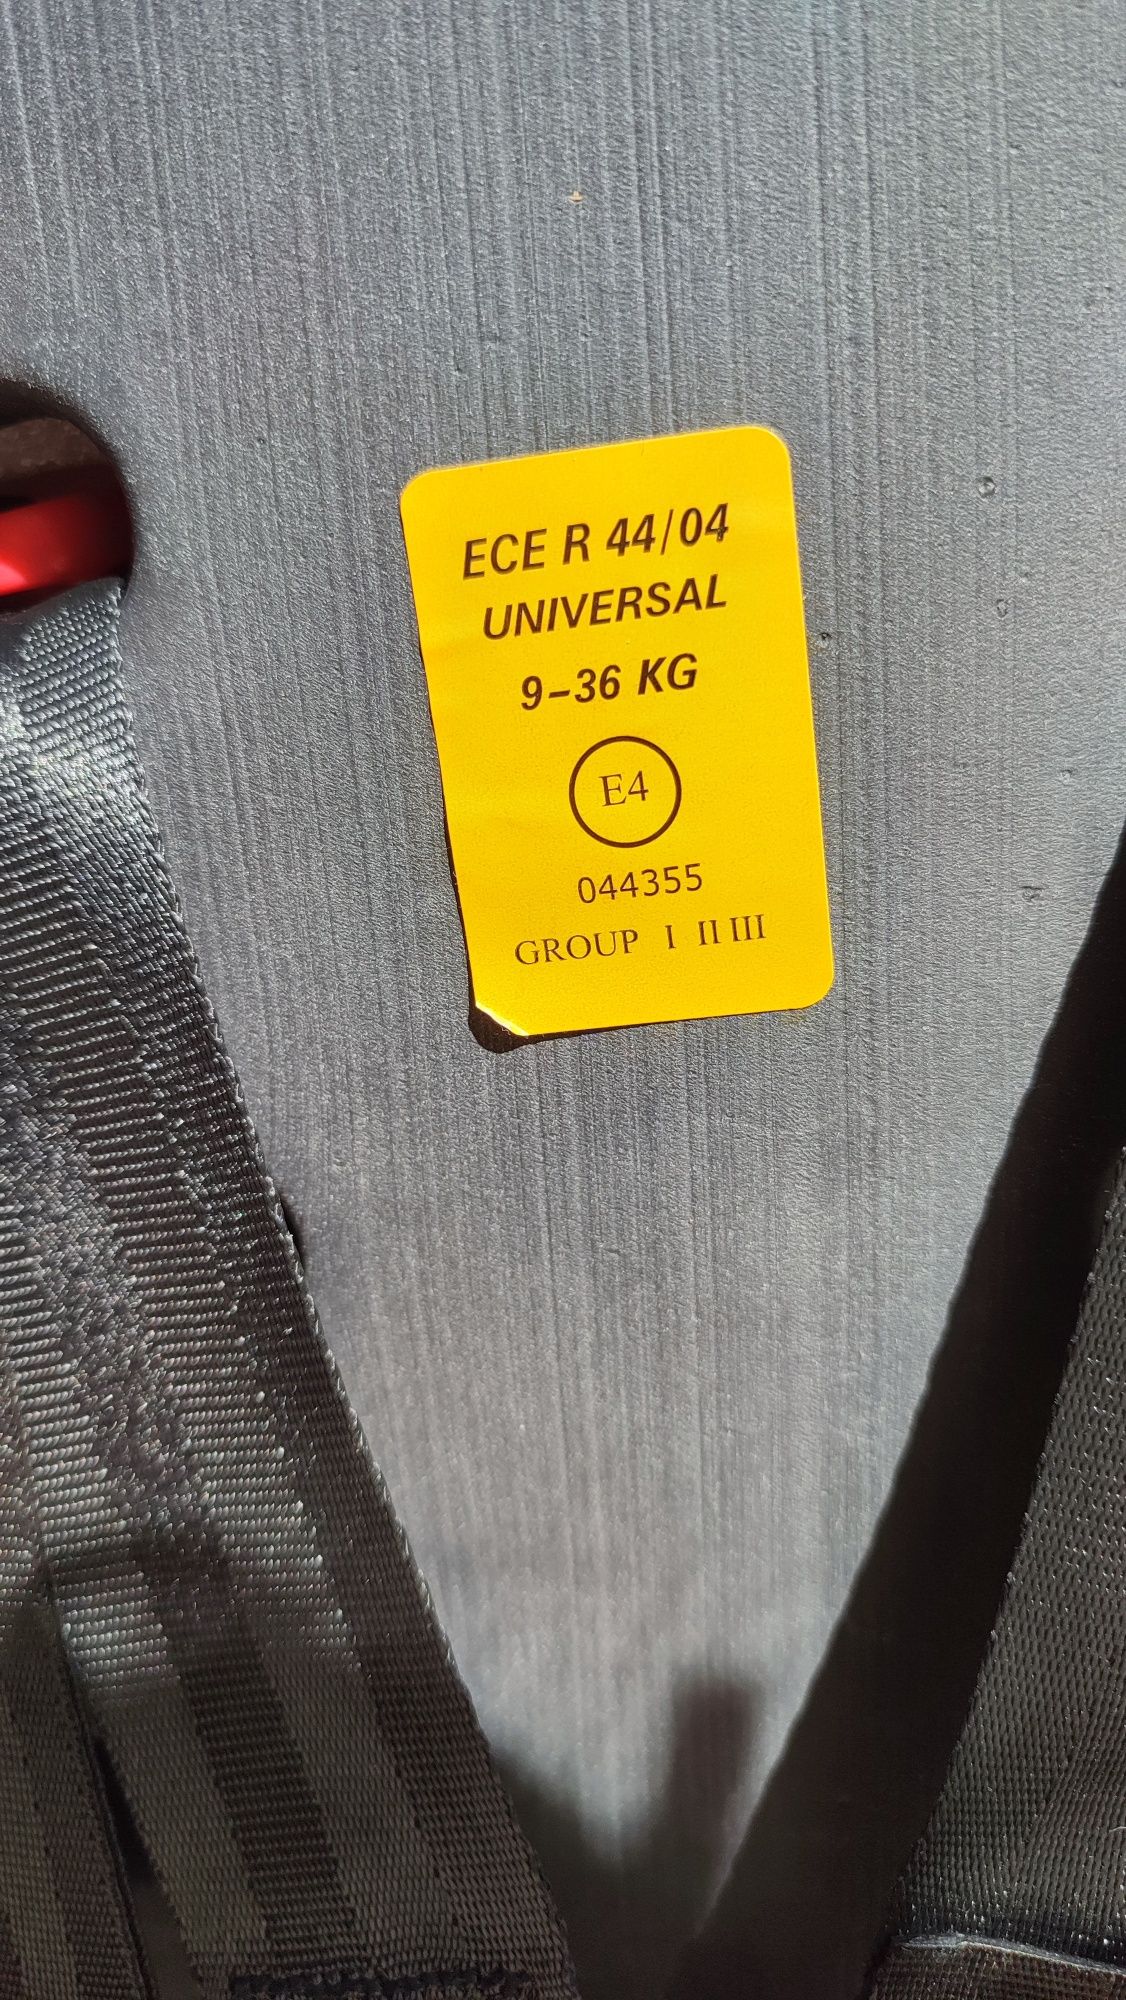 ECE R 44/04
UNIVERSAL
9-36 KG
E4
044355
GROUP I II III